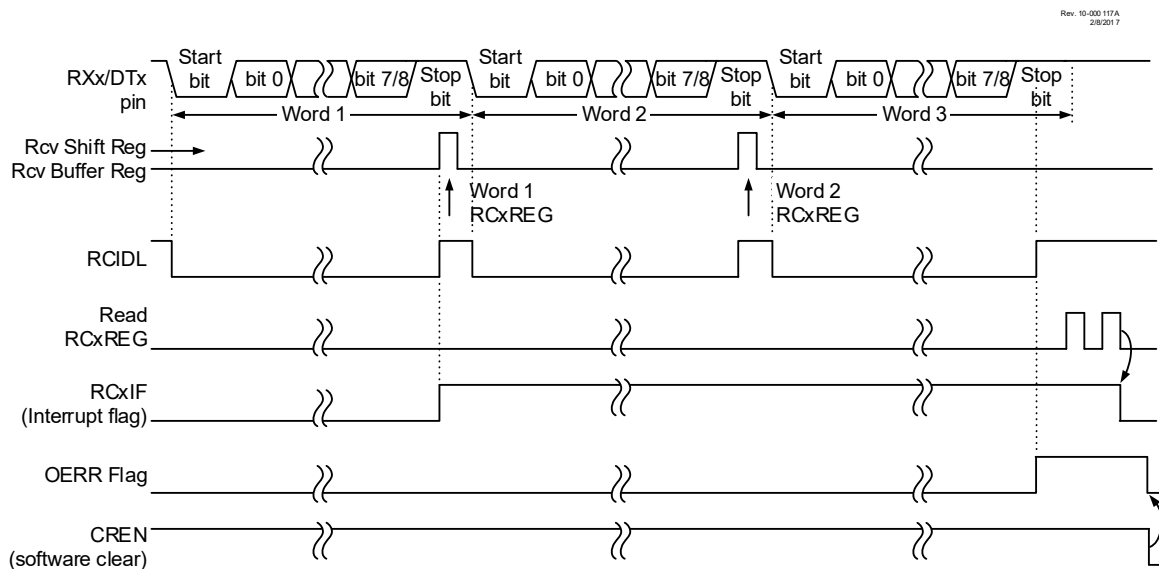 Rev. 10-000 117A
2/8/2017
RXx/DTx
pin
Start
bit
bit 0
bit 7/8
Stop
bit
Start
bit
bit 0
bit 7/8
Stop
bit
Start
bit
bit 0
bit 7/8
Stop
bit
Word 1
Word 2
Word 3
Rcv Shift Reg
Rcv Buffer Reg
Word 1
RCxREG
Word 2
RCxREG
RCIDL
Read
RCxREG
RCxIF
(Interrupt flag)
OERR Flag
CREN
(software clear)